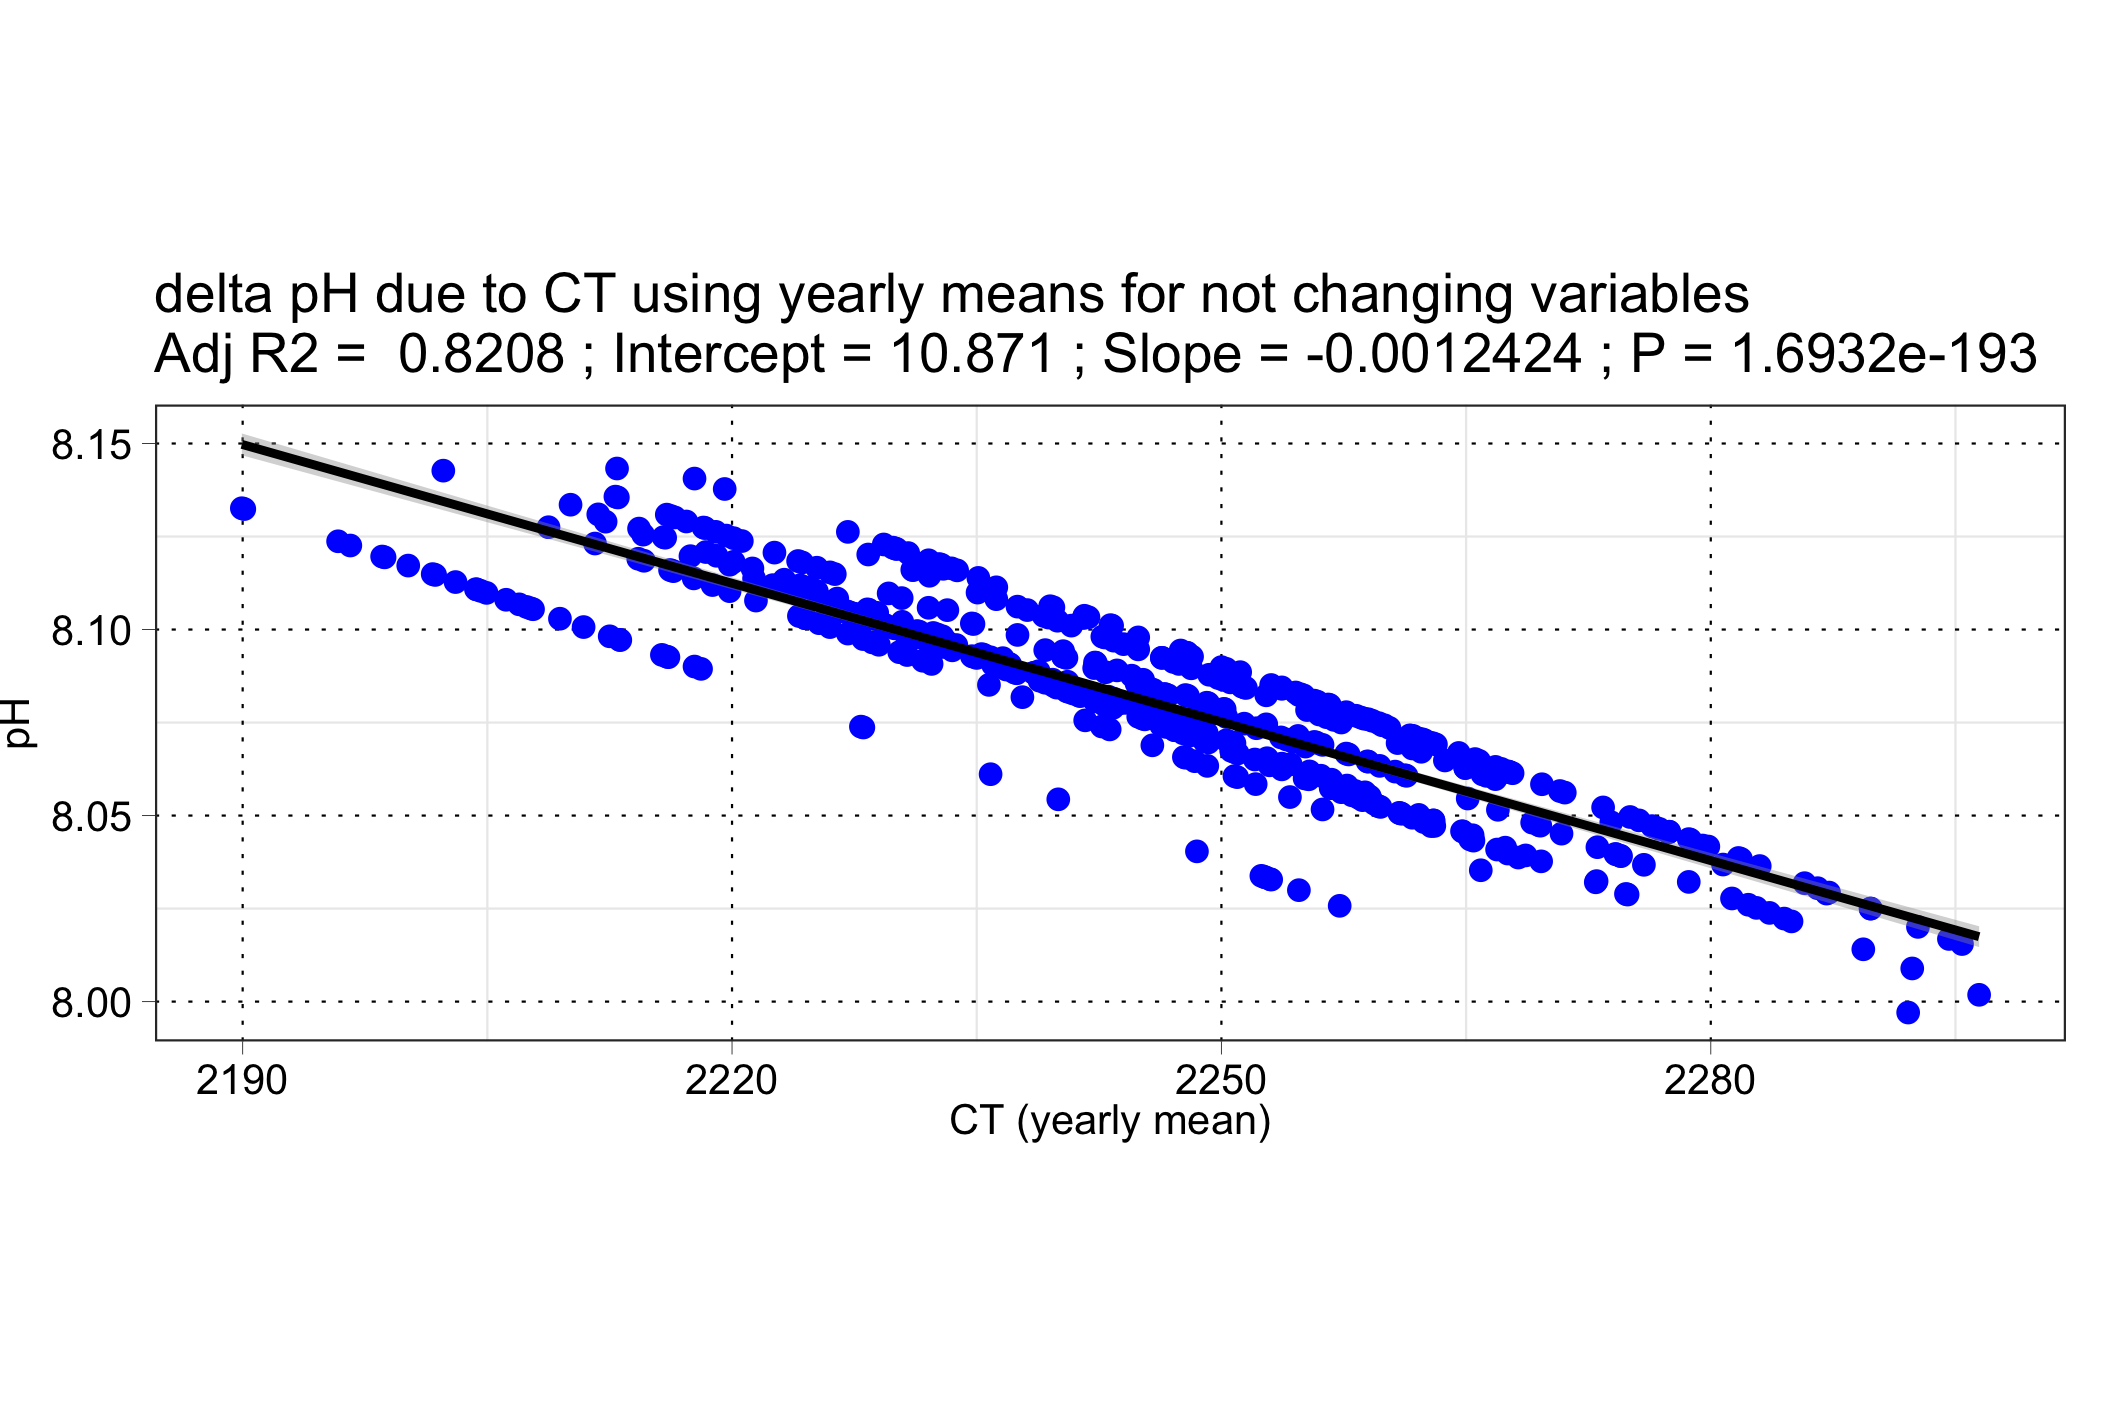 delta pH due to CT using yearly means for not changing variables
Adj R2 =  0.8208 ; Intercept = 10.871 ; Slope = -0.0012424 ; P = 1.6932e-193
8.15
8.10
8.05
8.00
pH
2190 2220 2250 2280
CT (yearly mean)